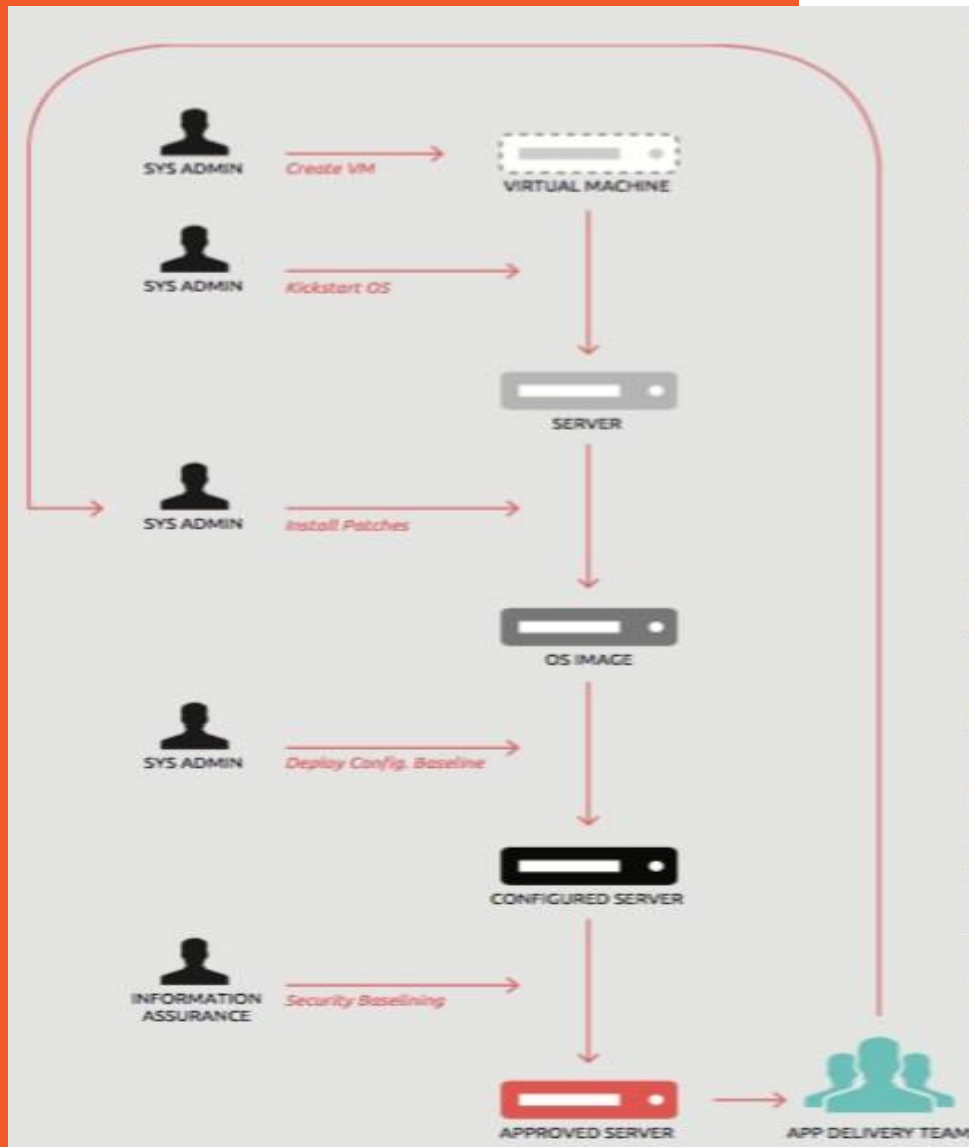 SYS ADMIN
Create VM
VIRTUAL MACHINE
SYS ADMIN
Kickstart OS
SERVER
SYS ADMIN
Install Patches
OS IMAGE
SYS ADMIN
Deploy Config. Baseline
CONFIGURED SERVER
INFORMATION
ASSURANCE
Security Baselining
APPROVED SERVER
APP DELIVERY TEAM